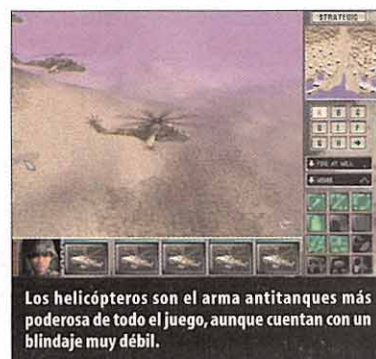 STRATEGIC
A B C
D E F
G H
FIRE AT WILL
Los helicópteros son el arma antitanques más
poderosa de todo el juego, aunque cuentan con un
blindaje muy débil.